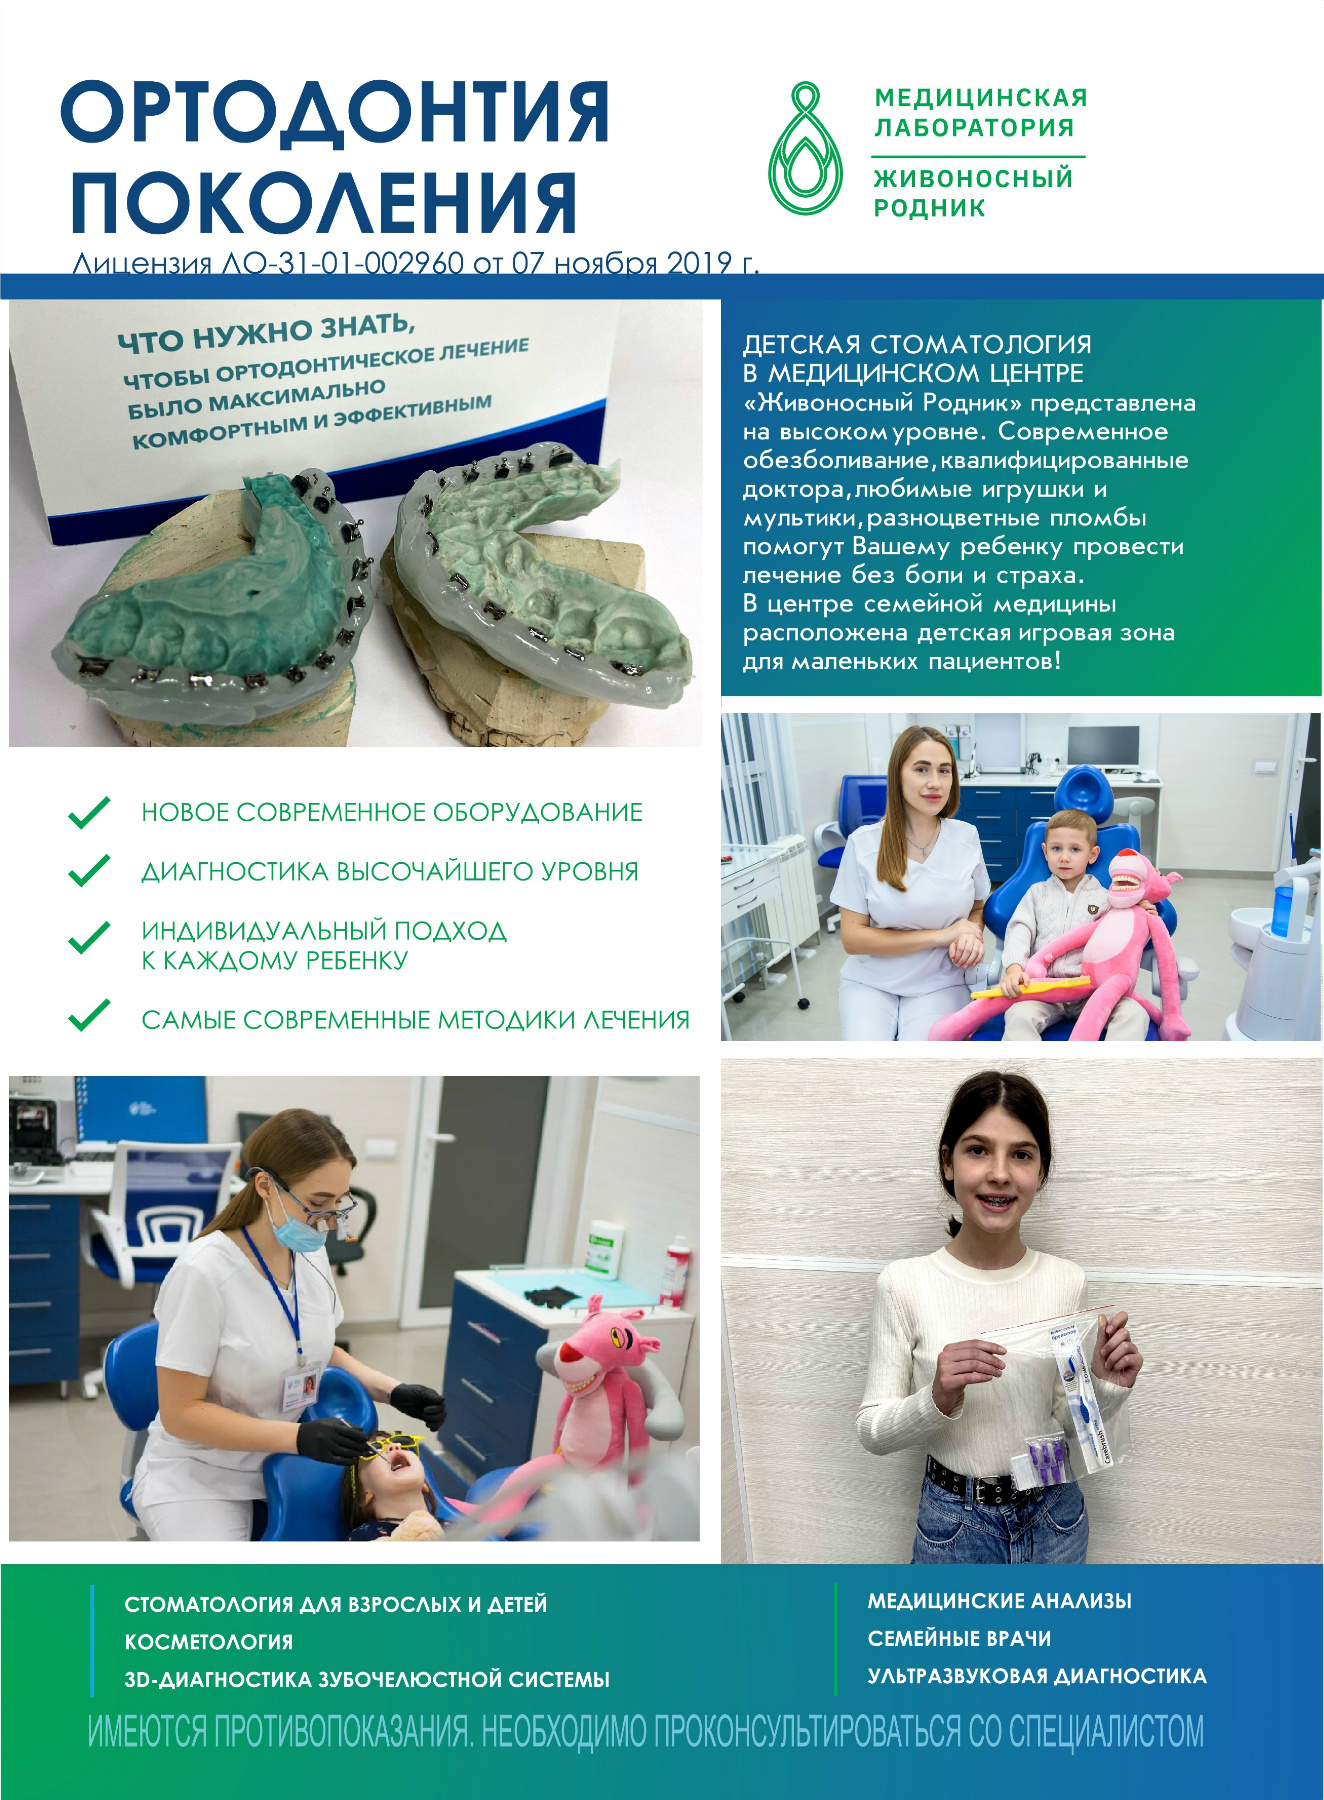 ОРТОДОНТИЯ
ПОКОЛЕНИЯ
Лицензия ЛО-31-01-002960 от 07 ноября 2019 г.
МЕДИЦИНСКАЯ
ЛАБОРАТОРИЯ
ЖИВОНОСНЫЙ
РОДНИК
ЧТО НУЖНО ЗНАТЬ,
ЧТОБЫ ОРТОДОНТИЧЕСКОЕ ЛЕЧЕНИЕ
БЫЛО МАКСИМАЛЬНО
КОМФОРТНЫМ И ЭФФЕКТИВНЫМ
ДЕТСКАЯ СТОМАТОЛОГИЯ
В МЕДИЦИНСКОМ ЦЕНТРЕ
«Живоносный Родник» представлена
на высоком уровне. Современное
обезболивание, квалифицированные
доктора, любимые игрушки и
мультики, разноцветные пломбы
помогут Вашему ребенку провести
лечение без боли и страха.
В центре семейной медицины
расположена детская игровая зона
для маленьких пациентов!
НОВОЕ СОВРЕМЕННОЕ ОБОРУДОВАНИЕ
ДИАГНОСТИКА ВЫСОЧАЙШЕГО УРОВНЯ
ИНДИВИДУАЛЬНЫЙ ПОДХОД
К КАЖДОМУ РЕБЕНКУ
САМЫЕ СОВРЕМЕННЫЕ МЕТОДИКИ ЛЕЧЕНИЯ
СТОМАТОЛОГИЯ ДЛЯ ВЗРОСЛЫХ И ДЕТЕЙ
КОСМЕТОЛОГИЯ
3D-ДИАГНОСТИКА ЗУБОЧЕЛЮСТНОЙ СИСТЕМЫ
МЕДИЦИНСКИЕ АНАЛИЗЫ
СЕМЕЙНЫЕ ВРАЧИ
УЛЬТРАЗВУКОВАЯ ДИАГНОСТИКА
ИМЕЮТСЯ ПРОТИВОПОКАЗАНИЯ. НЕОБХОДИМО ПРОКОНСУЛЬТИРОВАТЬСЯ СО СПЕЦИАЛИСТОМ